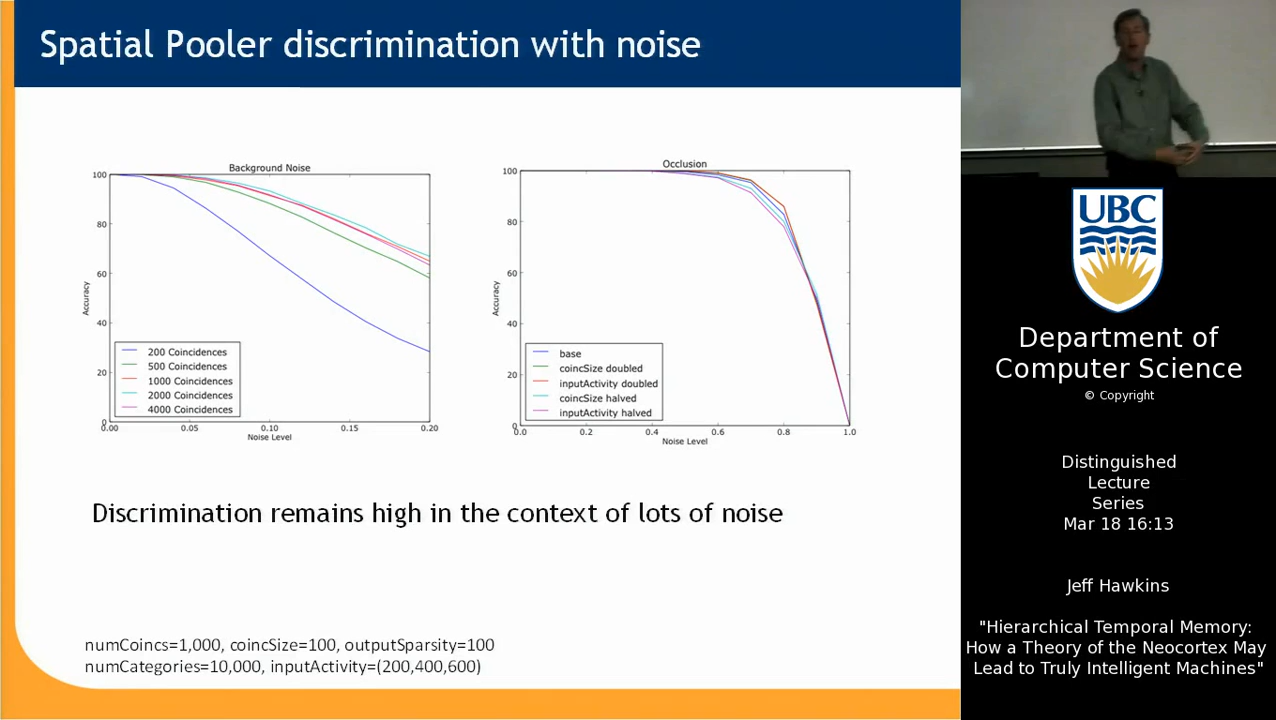 Spatial Pooler discrimination with noise
Background Noise
100
80
60
40
20
0
Accuracy
0.00 0.05 0.10 0.15 0.20
Noise Level
200 Coincidences
500 Coincidences
1000 Coincidences
2000 Coincidences
4000 Coincidences
Occlusion
100
80
60
40
20
0
Accuracy
0.0 0.2 0.4 0.6 0.8 1.0
Noise Level
base
coincSize doubled
inputActivity doubled
coincSize halved
inputActivity halved
Discrimination remains high in the context of lots of noise
numCoincs=1,000, coincSize=100, outputSparsity=100
numCategories=10,000, inputActivity=(200,400,600)
UBC
Department of
Computer Science
© Copyright
Distinguished
Lecture
Series
Mar 18 16:13
Jeff Hawkins
"Hierarchical Temporal Memory:
How a Theory of the Neocortex May
Lead to Truly Intelligent Machines"